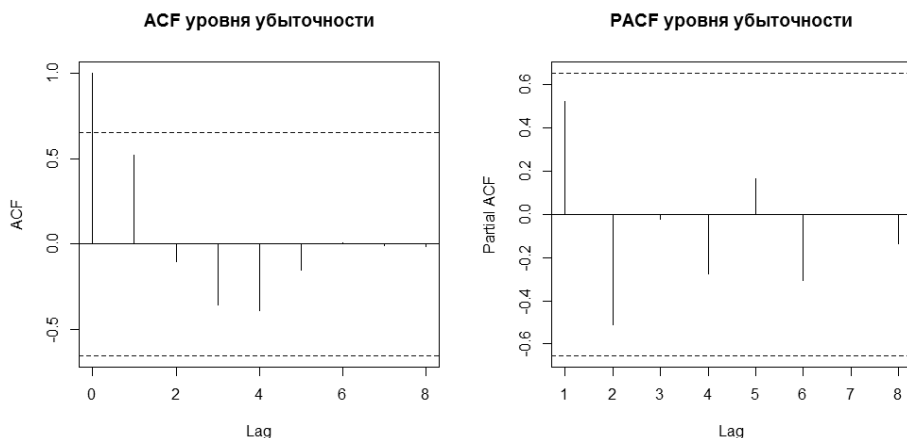 ACF уровня убыточности
ACF
1.0
0.5
0.0
-0.5
0 2 4 6 8
Lag
PACF уровня убыточности
Partial ACF
0.6
0.4
0.2
0.0
-0.2
-0.4
-0.6
1 2 3 4 5 6 7 8
Lag